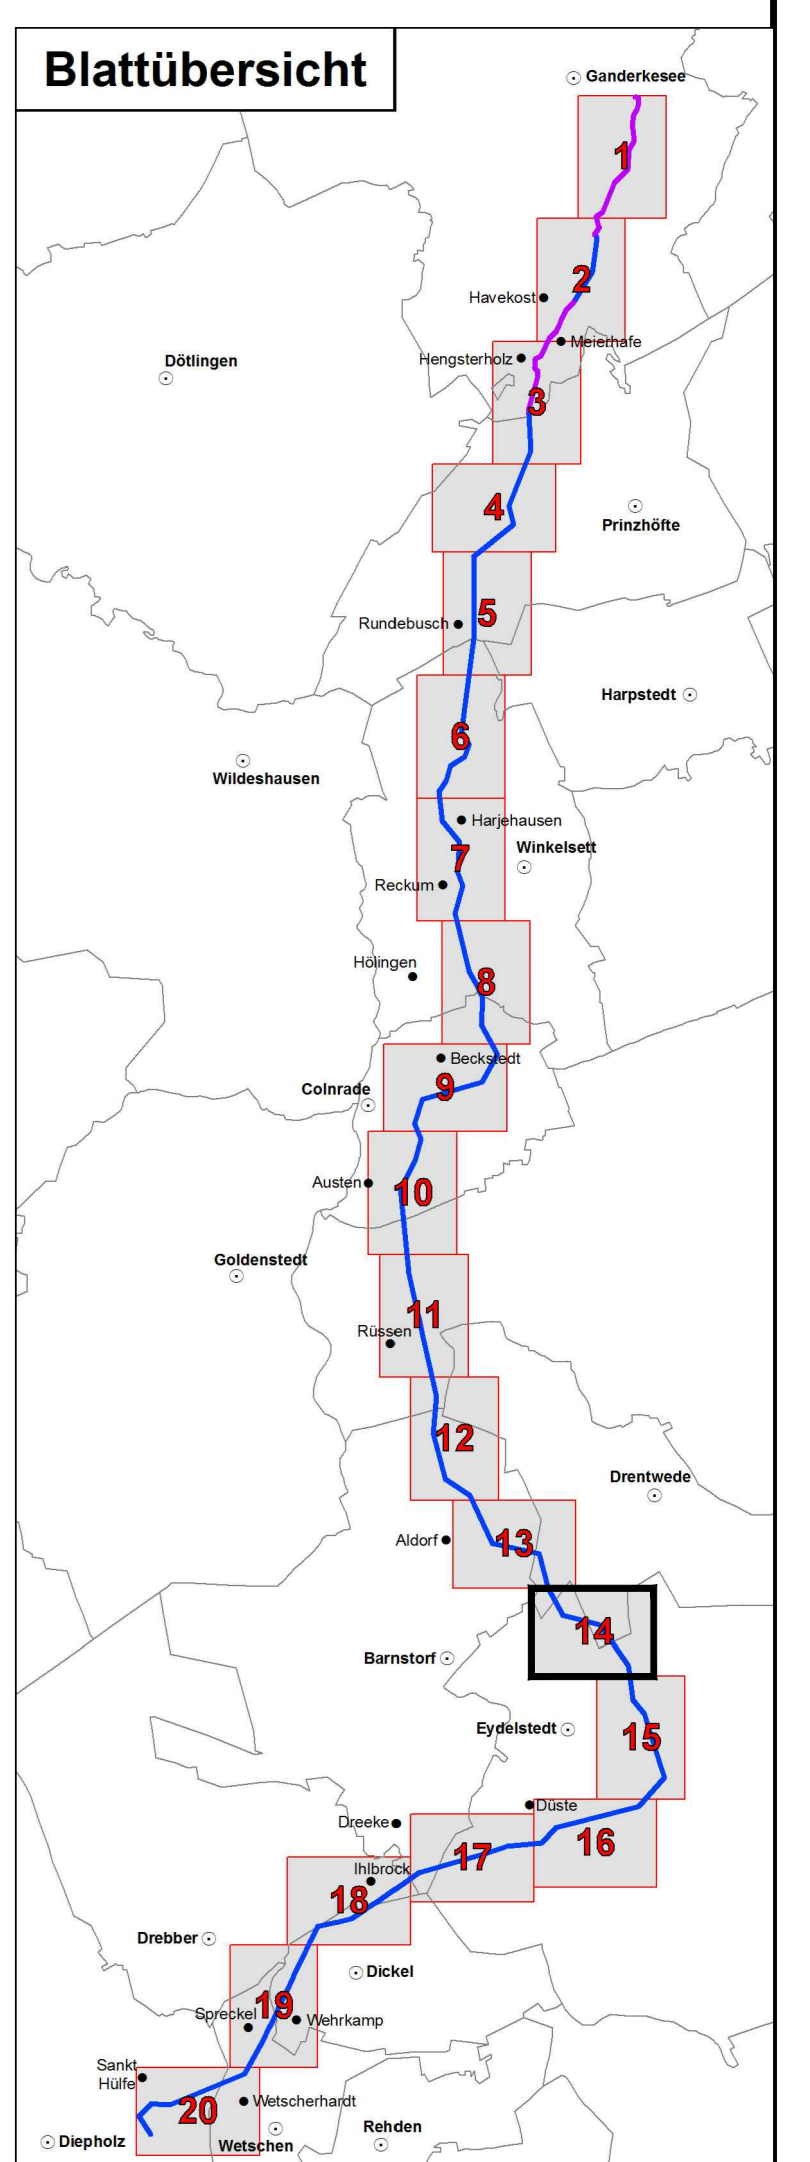 Blattübersicht
Ganderkesee
1
2
Havekost
Meierhafe
Hengsterholz
Dötlingen
3
4
Prinzhöfte
5
Rundebusch
Harpstedt
6
Wildeshausen
Harjehausen
Winkelsett
7
Reckum
Hölingen
8
Beckstedt
9
Colnrade
Austen
10
Goldenstedt
11
Rüssen
12
Drentwede
Aldorf
13
14
Barnstorf
Eydelstedt
15
Düste
Dreeke
16
17
Ihlbrock
18
Drebber
Dickel
19
Spreckel
Wehrkamp
Sankt
Hülfe
Wetscherhardt
20
Rehden
Diepholz
Wetschen